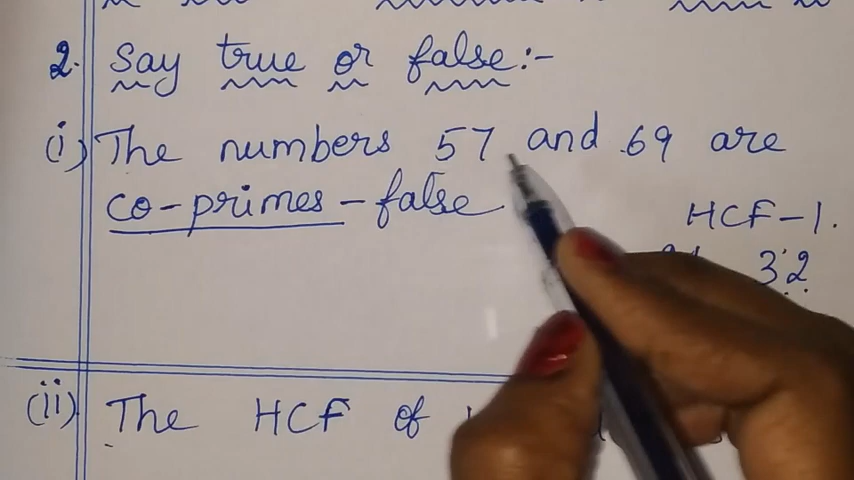 2. Say true or false:-
(i) The numbers 57 and 69 are
co-primes - false
HCF - 1.
32
(ii) The HCF of